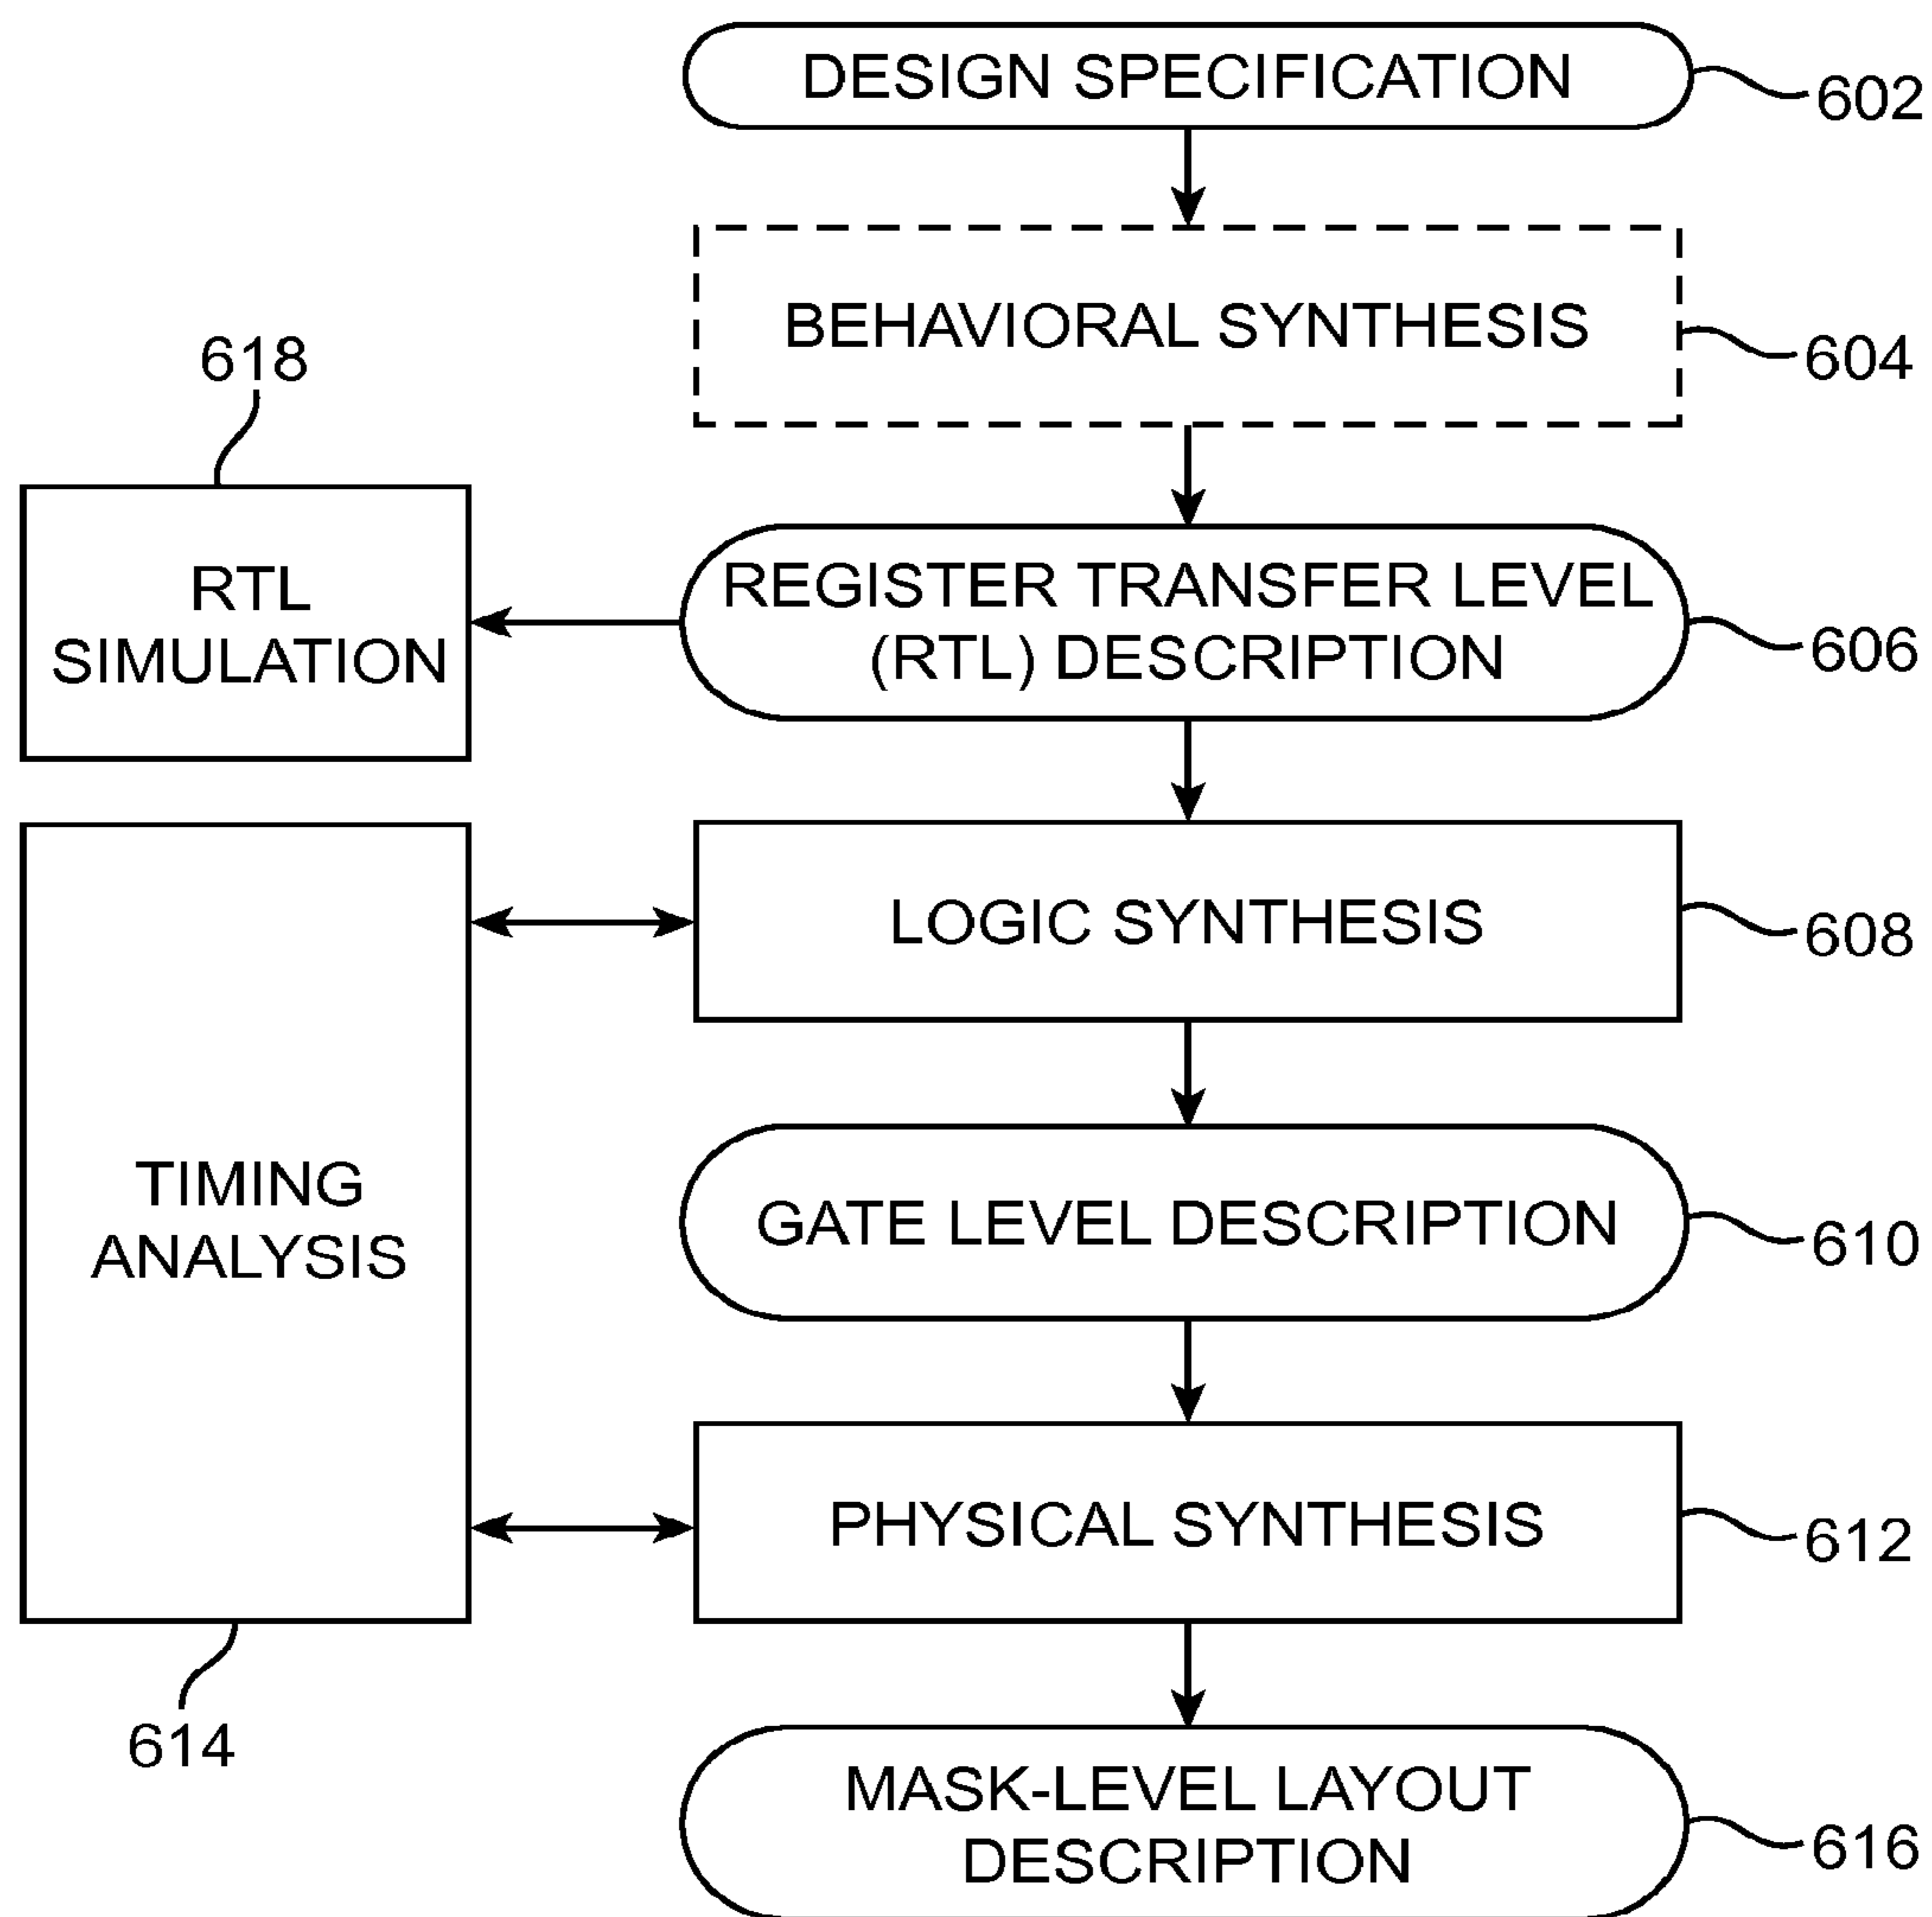 DESIGN SPECIFICATION
602
BEHAVIORAL SYNTHESIS
604
618
RTL
SIMULATION
REGISTER TRANSFER LEVEL
(RTL) DESCRIPTION
606
LOGIC SYNTHESIS
608
TIMING
ANALYSIS
GATE LEVEL DESCRIPTION
610
PHYSICAL SYNTHESIS
612
614
MASK-LEVEL LAYOUT
DESCRIPTION
616